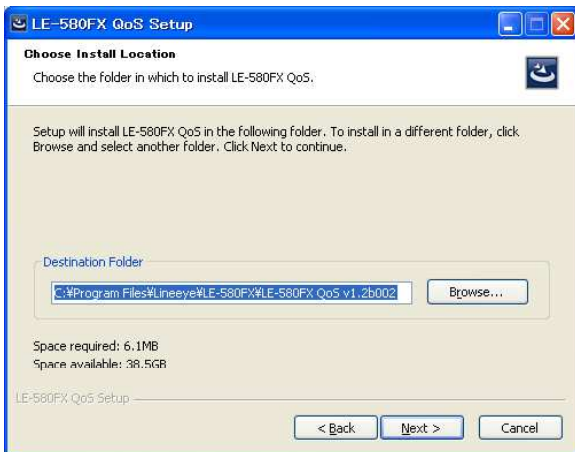 LE-580FX QoS Setup
Choose Install Location
Choose the folder in which to install LE-580FX QoS.
Setup will install LE-580FX QoS in the following folder. To install in a different folder, click
Browse and select another folder. Click Next to continue.
Destination Folder
C:¥Program Files¥Lineeye¥LE-580FX¥LE-580FX QoS v1.2b002
Browse...
Space required: 6.1MB
Space available: 38.5GB
LE-580FX QoS Setup
< Back
Next >
Cancel